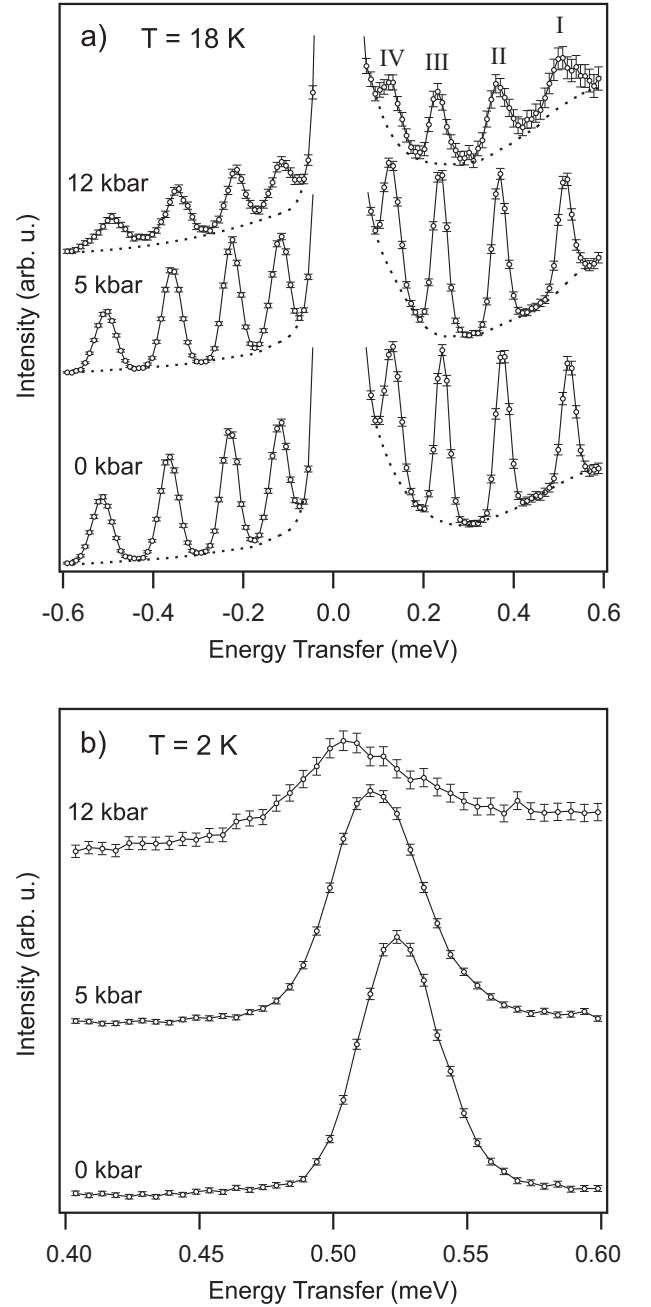 a) T = 18 K
I
II
III
IV
12 kbar
5 kbar
0 kbar
Intensity (arb. u.)
-0.6 -0.4 -0.2 0.0 0.2 0.4 0.6
Energy Transfer (meV)
b) T = 2 K
12 kbar
5 kbar
0 kbar
Intensity (arb. u.)
0.40 0.45 0.50 0.55 0.60
Energy Transfer (meV)